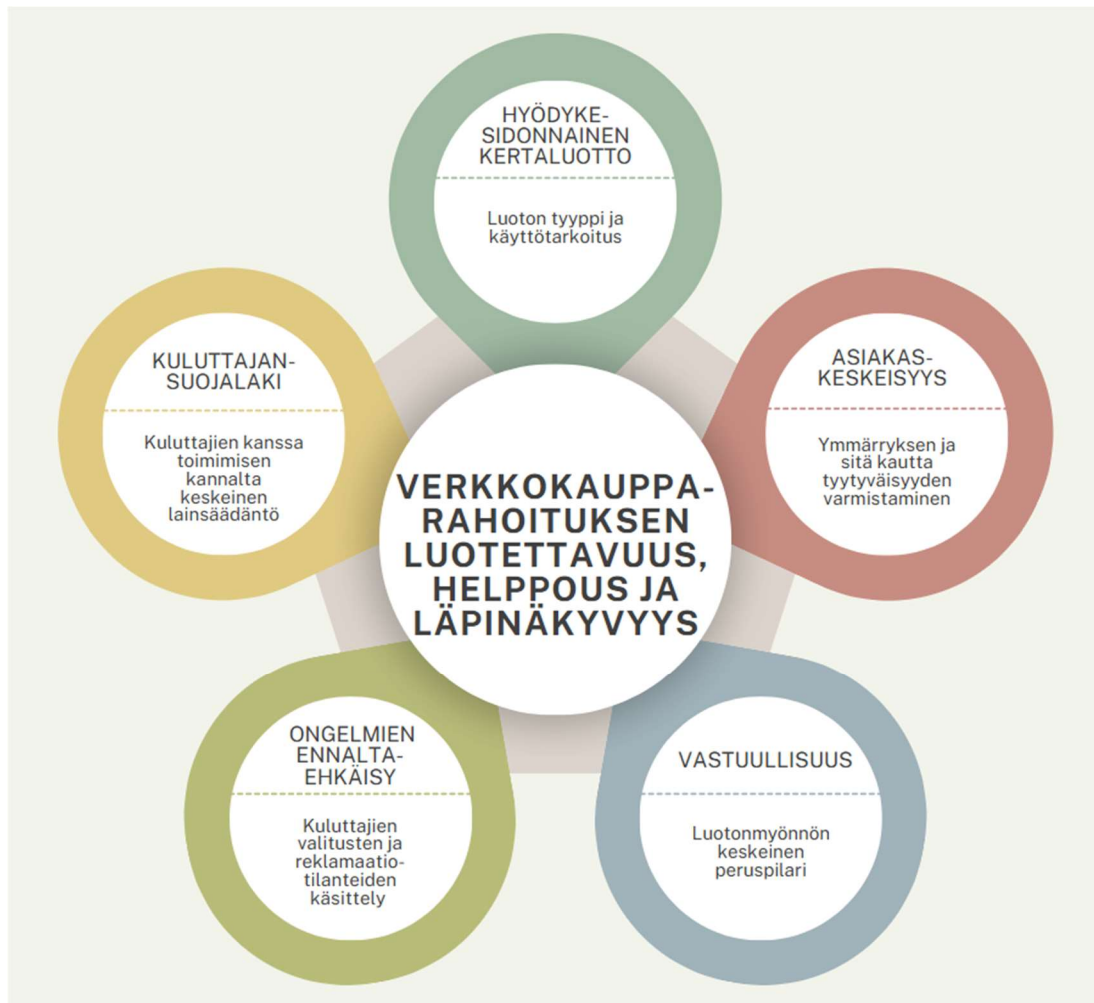 HYÖDYKE-
SIDONNAINEN
KERTALUOTTO
Luoton tyyppi ja
käyttötarkoitus
KULUTTAJAN-
SUOJALAKI
Kuluttajien kanssa
toimimisen
kannalta
keskeinen
lainsäädäntö
ASIAKAS-
KESKEISYYS
Ymmärryksen ja
sitä kautta
tyytyväisyyden
varmistaminen
VERKKOKAUPPA-
RAHOITUKSEN
LUOTETTAVUUS,
HELPPOUS JA
LÄPINÄKYVYYS
ONGELMIEN
ENNALTA-
EHKÄISY
Kuluttajien
valitusten ja
reklamaatio-
tilanteiden
käsittely
VASTUULLISUUS
Luotonmyönnön
keskeinen
peruspilari